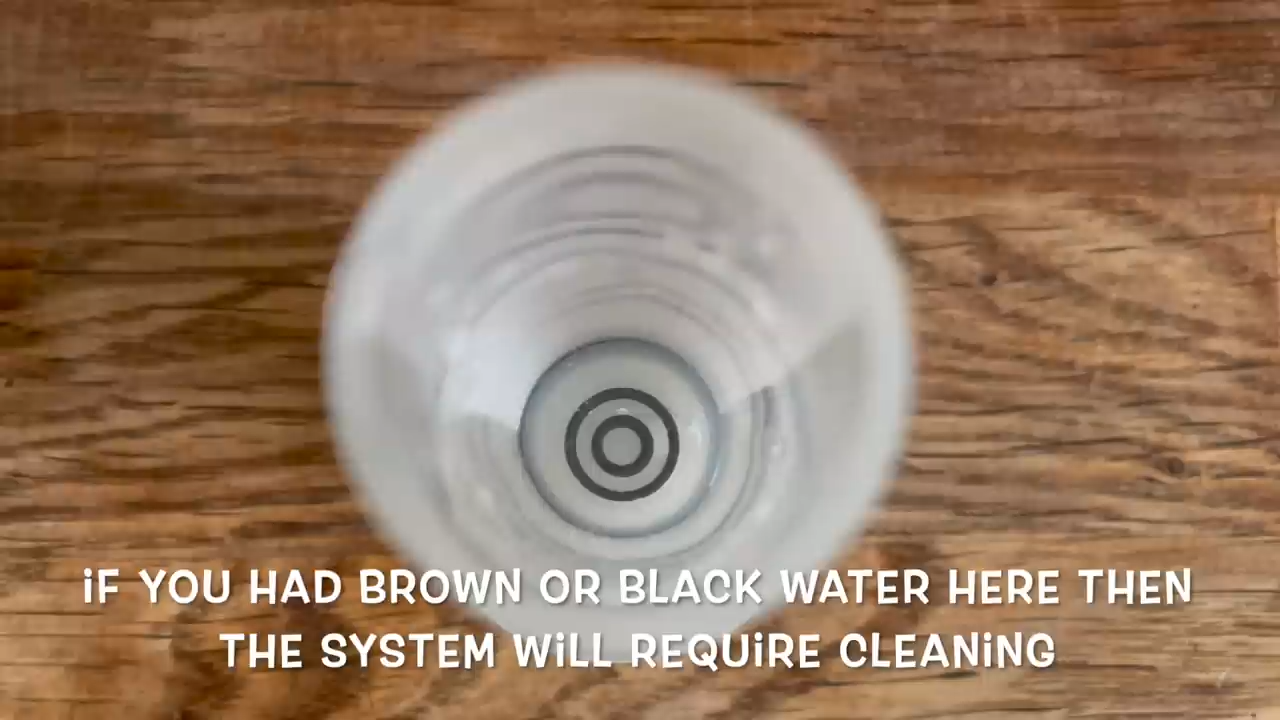 iF YOU HAD BROWN OR BLACK WATER HERE THEN
THE SYSTEM WiLL REQUiRE CLEANiNG